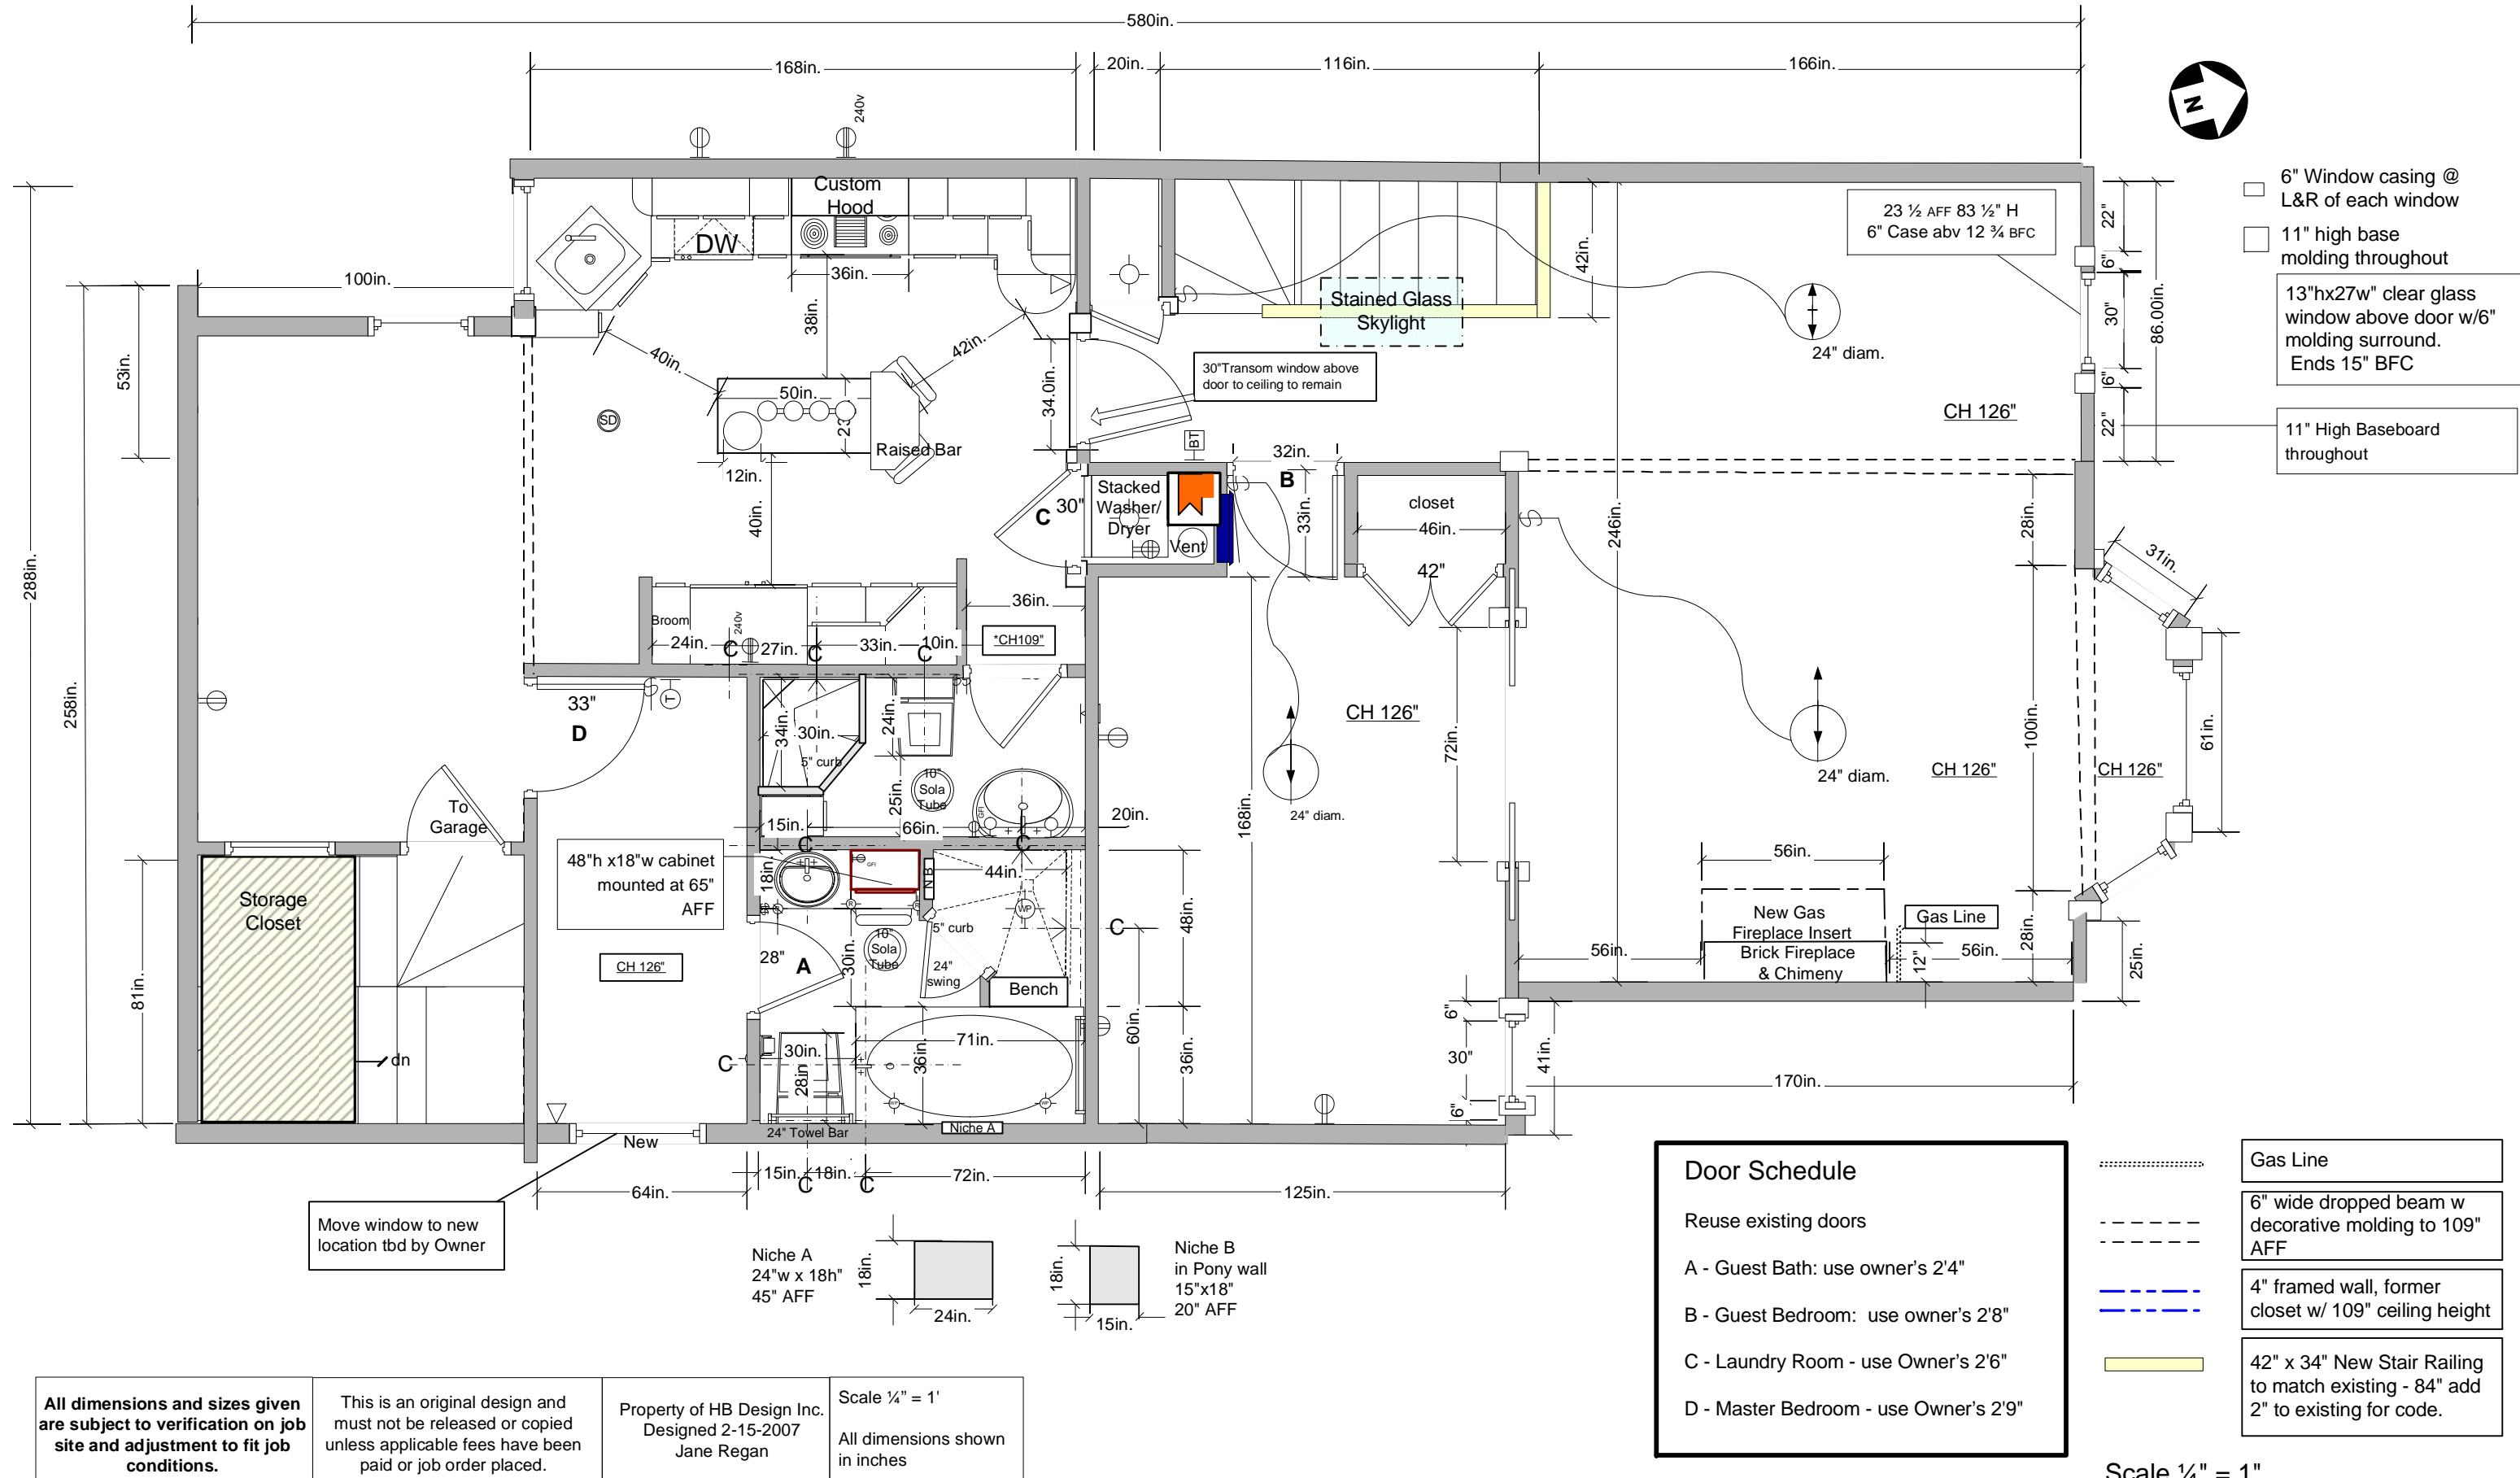 580in.
168in.
20in.
116in.
166in.
240v
N
6" Window casing @
L&R of each window
11" high base
molding throughout
13"hx27w" clear glass
window above door w/6"
molding surround.
Ends 15" BFC
11" High Baseboard
throughout
23 ½ AFF 83 ½" H
6" Case abv 12 ¾ BFC
22"
6"
30"
6"
22"
86.00in.
Custom
Hood
DW
36in.
38in.
100in.
40in.
42in.
50in.
23
12in.
Raised Bar
SD
34.0in.
42in.
Stained Glass
Skylight
24" diam.
30"Transom window above
door to ceiling to remain
CH 126"
BT
32in.
B
33in.
C
30"
Stacked
Washer/
Dryer
Vent
closet
46in.
42"
246in.
28in.
31in.
53in.
288in.
258in.
40in.
36in.
Broom
240v
24in.
27in.
33in.
10in.
C
C
C
*CH109"
33"
D
T
34in.
30in.
5" curb
24in.
25in.
10"
Sola
Tube
GFI
CH 126"
72in.
24" diam.
168in.
24" diam.
CH 126"
CH 126"
100in.
61in.
To
Garage
15in.
66in.
20in.
C
C
48"h x18"w cabinet
mounted at 65"
AFF
18in.
GFI
N B
44in.
WP
R
R
5" curb
10"
Sola
Tube
24"
swing
Bench
28"
A
30in.
C
48in.
Storage
Closet
CH 126"
81in.
dn
56in.
New Gas
Fireplace Insert
Brick Fireplace
& Chimeny
Gas Line
56in.
12"
56in.
28in.
25in.
30in.
28in
36in.
71in.
C
WP
WP
60in.
36in.
6"
30"
6"
41in.
170in.
New
24" Towel Bar
Niche A
15in.
18in.
72in.
C
C
64in.
125in.
Move window to new
location tbd by Owner
Niche A
24"w x 18h"
45" AFF
18in.
24in.
18in.
15in.
Niche B
in Pony wall
15"x18"
20" AFF
Door Schedule
Reuse existing doors
A - Guest Bath: use owner's 2'4"
B - Guest Bedroom: use owner's 2'8"
C - Laundry Room - use Owner's 2'6"
D - Master Bedroom - use Owner's 2'9"
Gas Line
6" wide dropped beam w
decorative molding to 109"
AFF
4" framed wall, former
closet w/ 109" ceiling height
42" x 34" New Stair Railing
to match existing - 84" add
2" to existing for code.
Scale ¼" = 1"
All dimensions and sizes given
are subject to verification on job
site and adjustment to fit job
conditions.
This is an original design and
must not be released or copied
unless applicable fees have been
paid or job order placed.
Property of HB Design Inc.
Designed 2-15-2007
Jane Regan
Scale ¼" = 1'
All dimensions shown
in inches